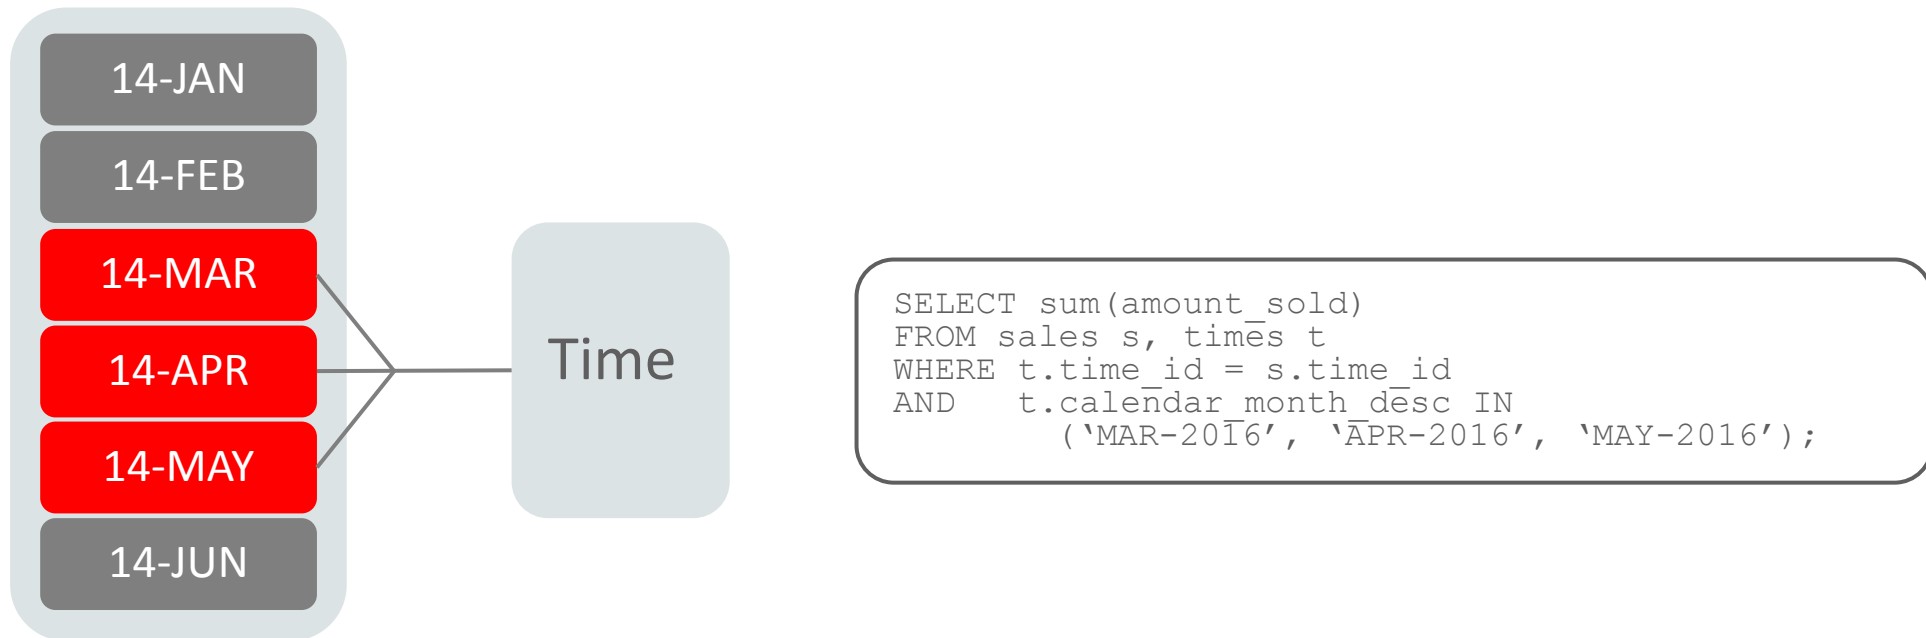 14-JAN
14-FEB
14-MAR
14-APR
14-MAY
14-JUN
Time
SELECT sum(amount_sold)
FROM sales s, times t
WHERE t.time_id = s.time_id
AND   t.calendar_month_desc IN
(‘MAR-2016’, ‘APR-2016’, ‘MAY-2016’);